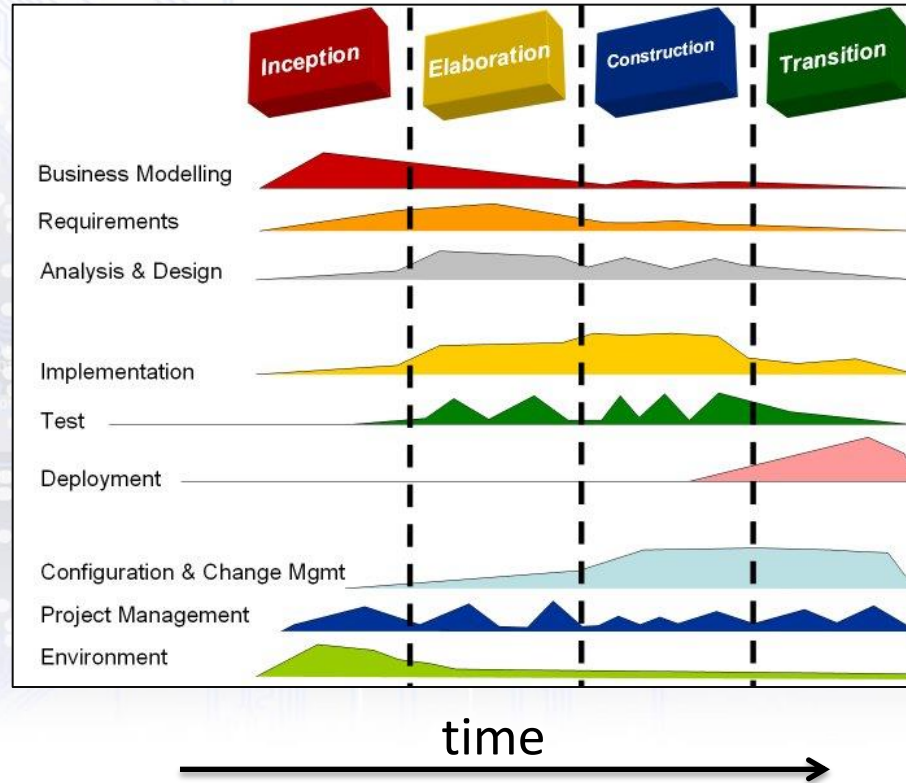 Inception
Elaboration
Construction
Transition
Business Modelling
Requirements
Analysis & Design
Implementation
Test
Deployment
Configuration & Change Mgmt
Project Management
Environment
time